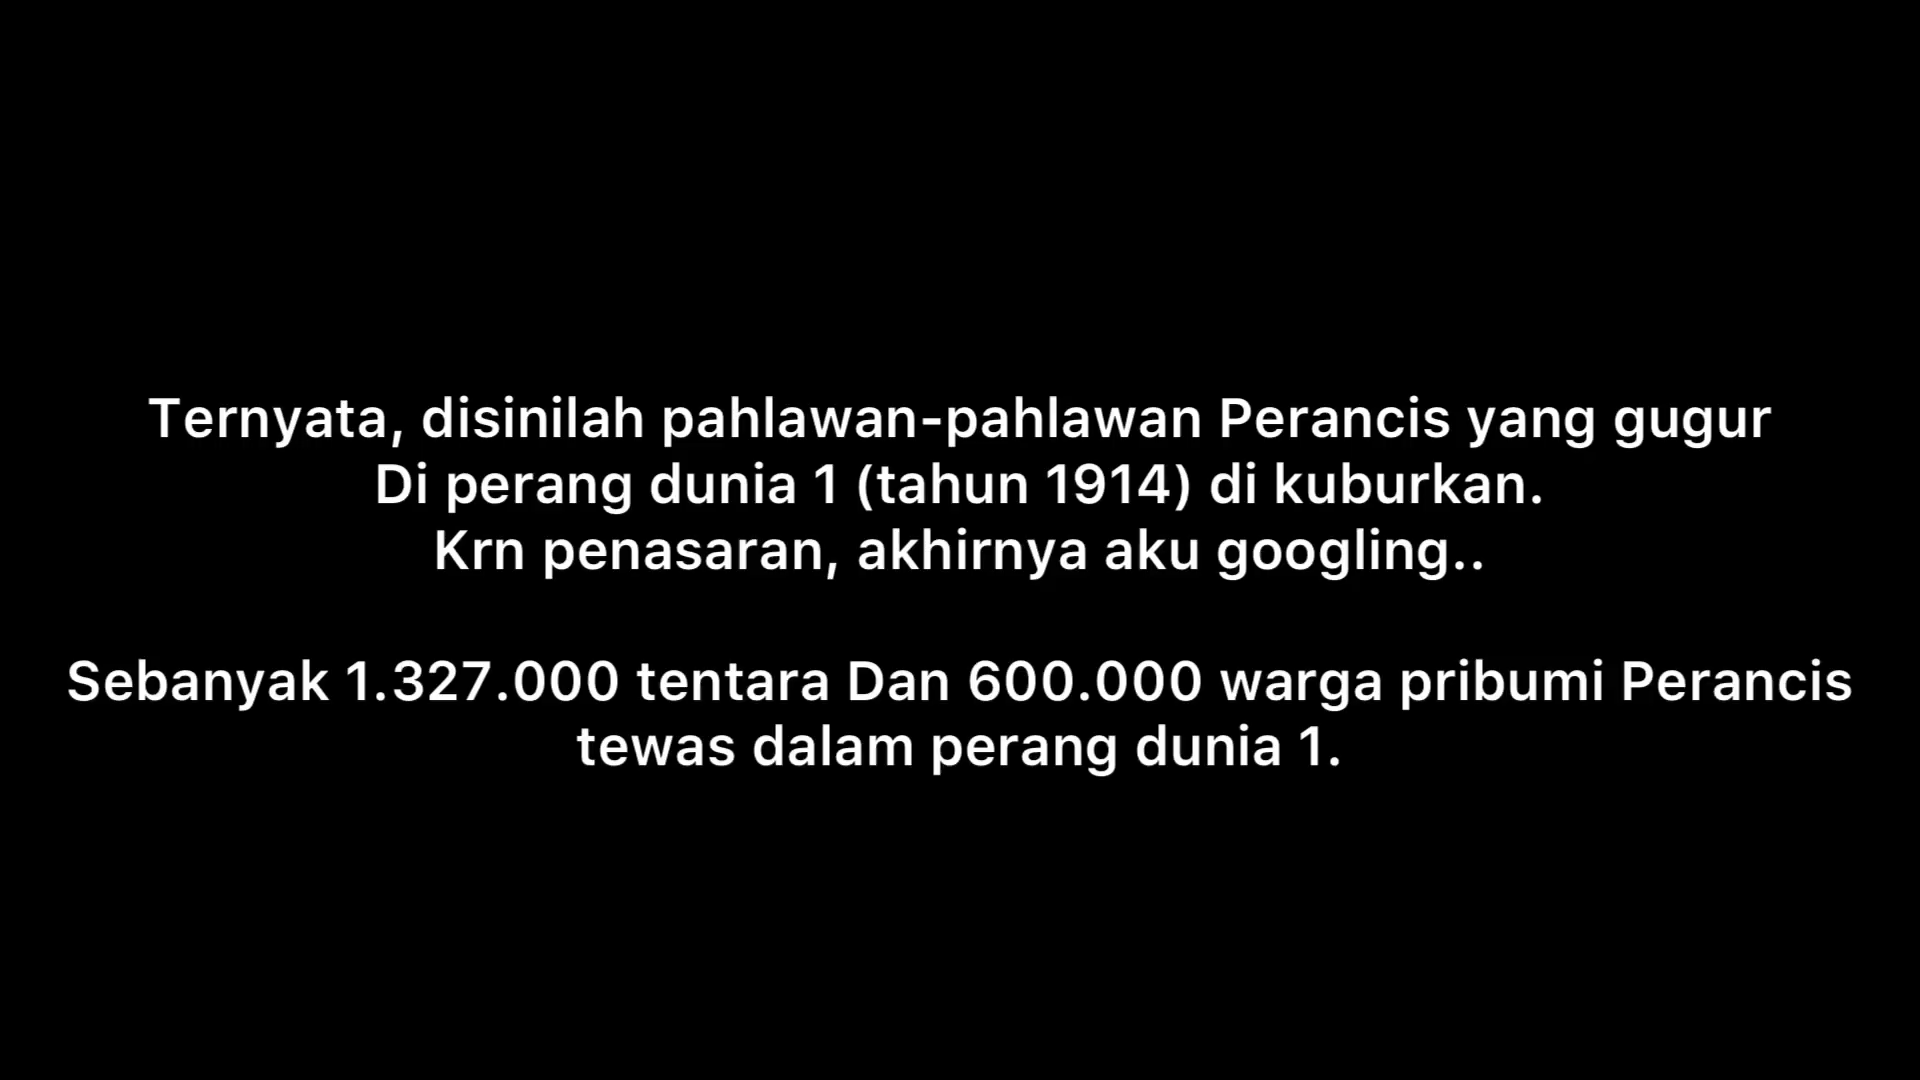 Ternyata, disinilah pahlawan-pahlawan Perancis yang gugur
Di perang dunia 1 (tahun 1914) di kuburkan.
Krn penasaran, akhirnya aku googling..
Sebanyak 1.327.000 tentara Dan 600.000 warga pribumi Perancis
tewas dalam perang dunia 1.